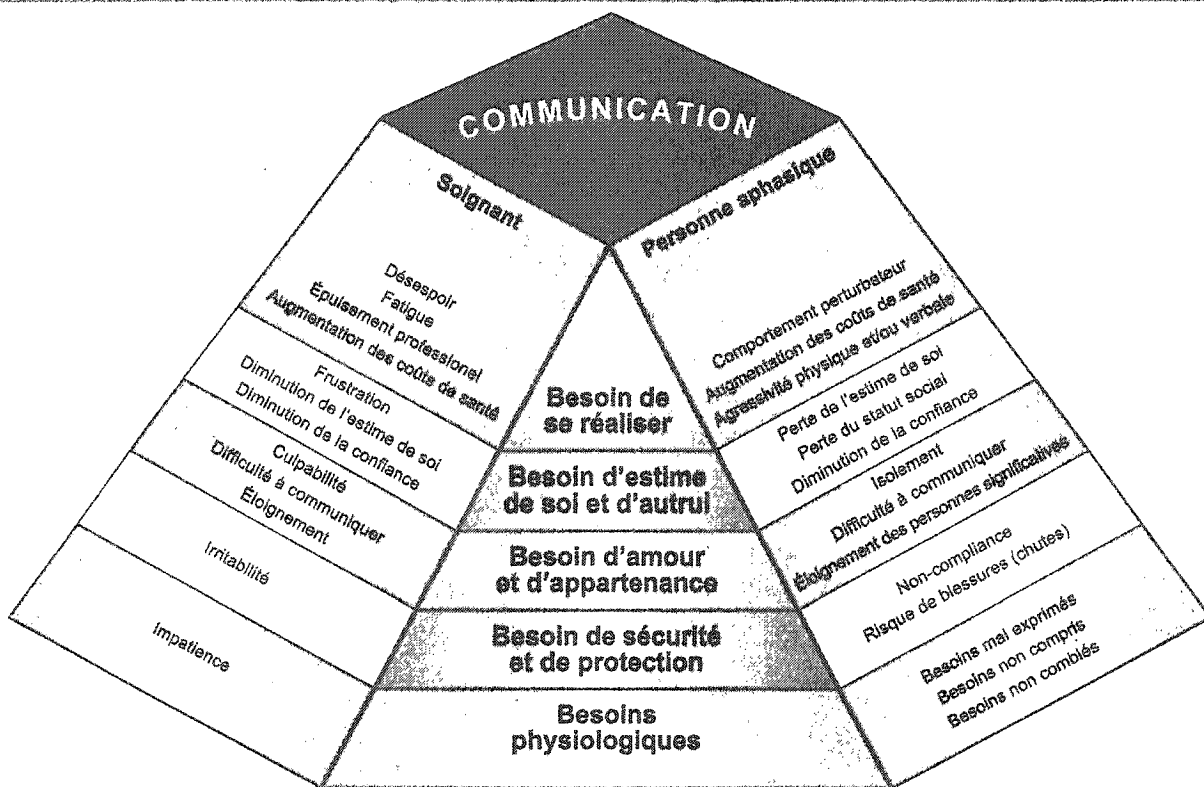 COMMUNICATION
Soignant
Désespoir
Fatigue
Épuisement professionel
Augmentation des coûts de santé
Frustration
Diminution de l'estime de soi
Diminution de la confiance
Culpabilité
Difficulté à communiquer
Éloignement
Irritabilité
Impatience
Besoin de
se réaliser
Besoin d'estime
de soi et d'autrui
Besoin d'amour
et d'appartenance
Besoin de sécurité
et de protection
Besoins
physiologiques
Personne aphasique
Comportement perturbateur
Augmentation des coûts de santé
Agressivité physique et/ou verbale
Perte de l'estime de soi
Perte du statut social
Diminution de la confiance
Isolement
Difficulté à communiquer
Éloignement des personnes significatives
Non-compliance
Risque de blessures (chutes)
Besoins mal exprimés
Besoins non compris
Besoins non comblés